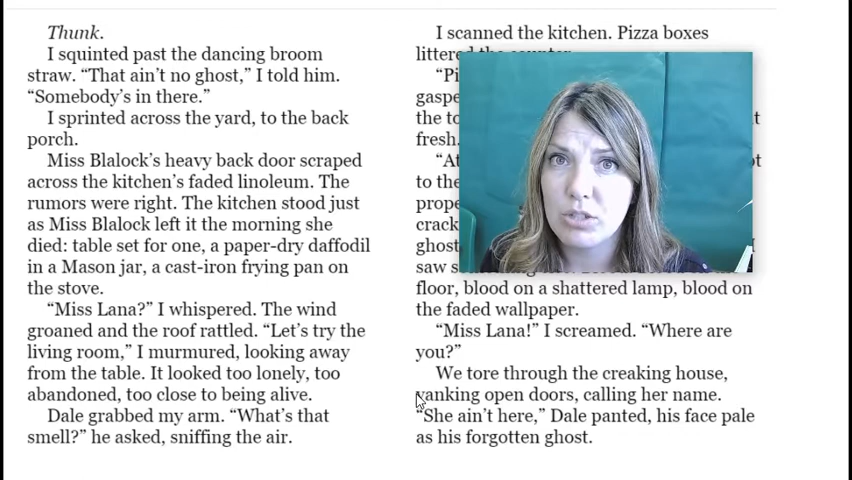 Thunk.
I squinted past the dancing broom
straw. “That ain’t no ghost,” I told him.
“Somebody’s in there.”
I sprinted across the yard, to the back
porch.
Miss Blalock’s heavy back door scraped
across the kitchen’s faded linoleum. The
rumors were right. The kitchen stood just
as Miss Blalock left it the morning she
died: table set for one, a paper-dry daffodil
in a Mason jar, a cast-iron frying pan on
the stove.
“Miss Lana?” I whispered. The wind
groaned and the roof rattled. “Let’s try the
living room,” I murmured, looking away
from the table. It looked too lonely, too
abandoned, too close to being alive.
Dale grabbed my arm. “What’s that
smell?” he asked, sniffing the air.
I scanned the kitchen. Pizza boxes
littered the counter.
the
fresh.
to the
ghost
I
saw
floor, blood on a shattered lamp, blood on
the faded wallpaper.
“Miss Lana!” I screamed. “Where are
you?”
We tore through the creaking house,
yanking open doors, calling her name.
“She ain’t here,” Dale panted, his face pale
as his forgotten ghost.